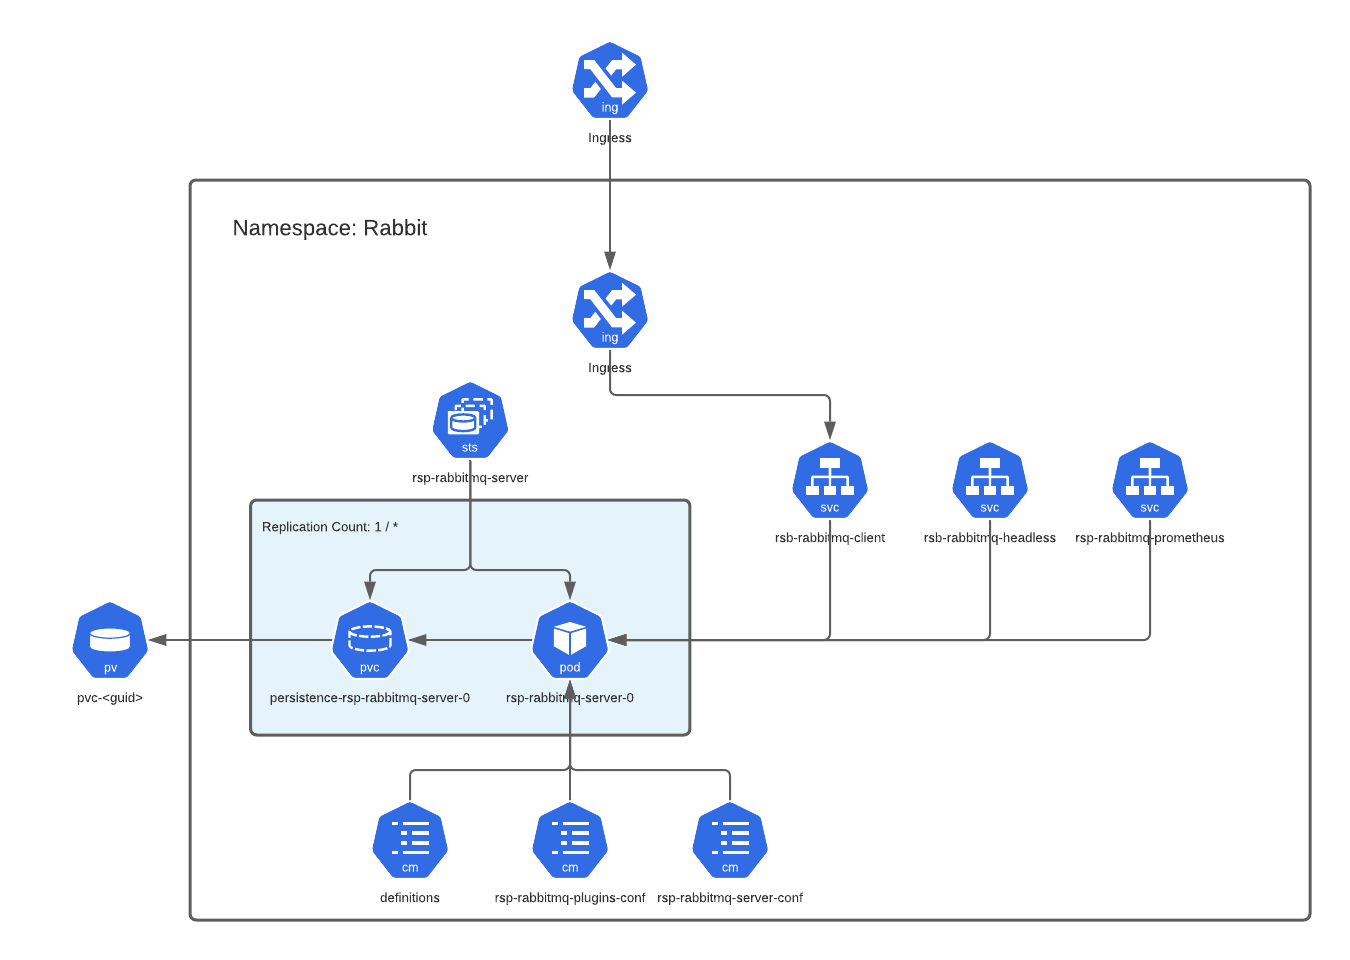 ing
Ingress
Namespace: Rabbit
ing
Ingress
sts
rsp-rabbitmq-server
svc
rsb-rabbitmq-client
svc
rsb-rabbitmq-headless
svc
rsp-rabbitmq-prometheus
Replication Count: 1 / *
pv
pvc-<guid>
pvc
persistence-rsp-rabbitmq-server-0
pod
rsp-rabbitmq-server-0
cm
definitions
cm
rsp-rabbitmq-plugins-conf
cm
rsp-rabbitmq-server-conf